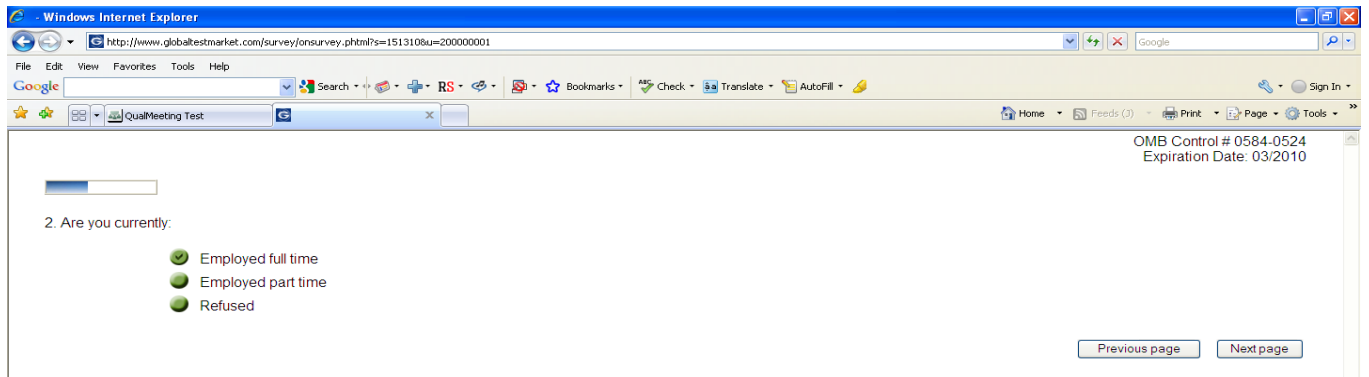 - Windows Internet Explorer
http://www.globaltestmarket.com/survey/onsurvey.phtml?s=151310&u=200000001
Google
File Edit View Favorites Tools Help
Google Search RS Bookmarks Check Translate AutoFill Sign In
QualMeeting Test Home Feeds (J) Print Page Tools
OMB Control # 0584-0524
Expiration Date: 03/2010
2. Are you currently:
Employed full time
Employed part time
Refused
Previous page Next page